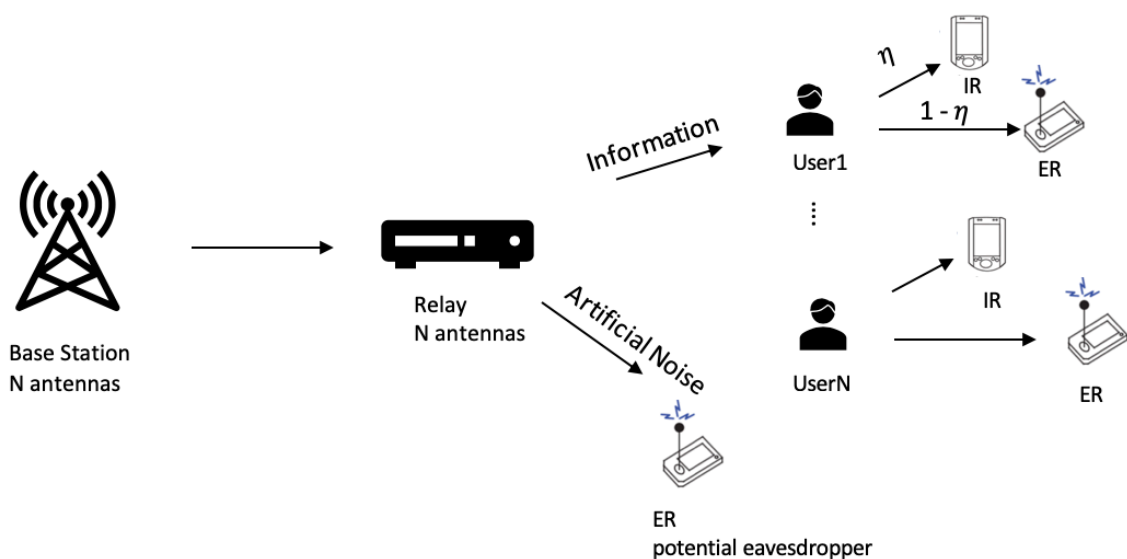 η
IR
1 - η
ER
Information
User1
Artificial Noise
Relay
N antennas
Base Station
N antennas
IR
UserN
ER
ER
potential eavesdropper